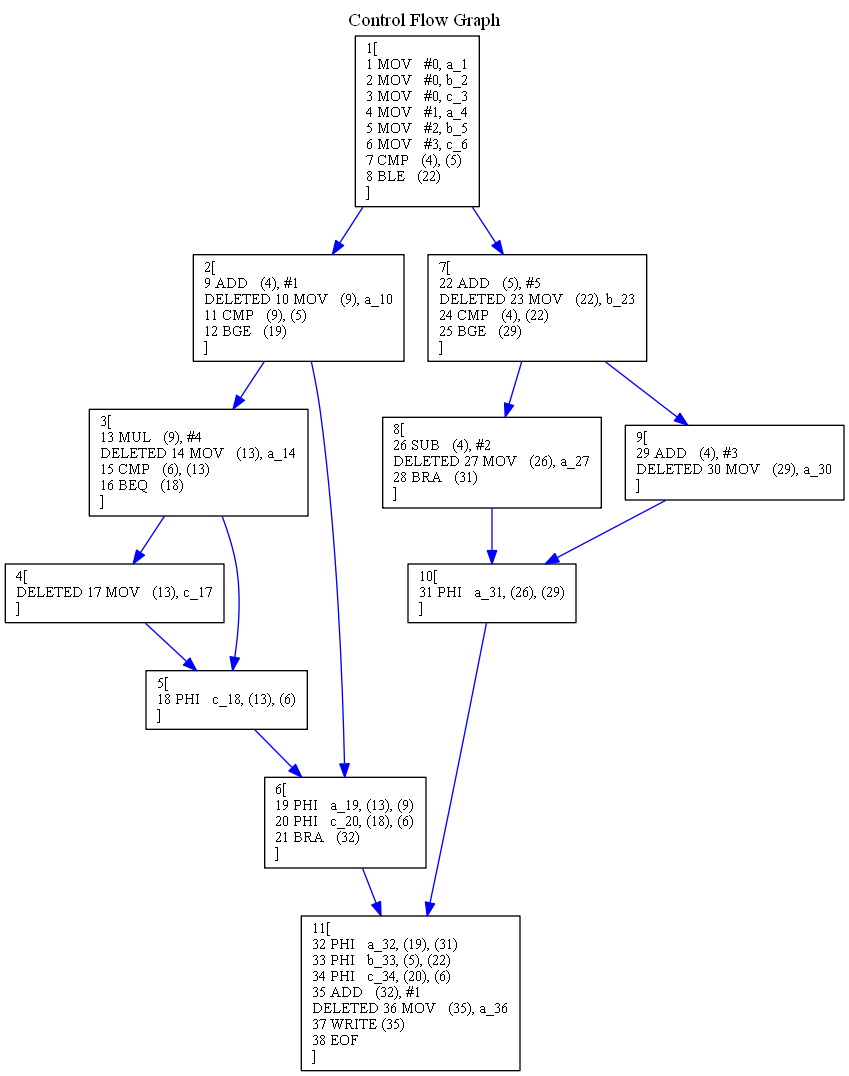 Control Flow Graph
1[
1 MOV #0, a_1
2 MOV #0, b_2
3 MOV #0, c_3
4 MOV #1, a_4
5 MOV #2, b_5
6 MOV #3, c_6
7 CMP (4), (5)
8 BLE (22)
]
2[
9 ADD (4), #1
DELETED 10 MOV (9), a_10
11 CMP (9), (5)
12 BGE (19)
]
7[
22 ADD (5), #5
DELETED 23 MOV (22), b_23
24 CMP (4), (22)
25 BGE (29)
]
3[
13 MUL (9), #4
DELETED 14 MOV (13), a_14
15 CMP (6), (13)
16 BEQ (18)
]
8[
26 SUB (4), #2
DELETED 27 MOV (26), a_27
28 BRA (31)
]
9[
29 ADD (4), #3
DELETED 30 MOV (29), a_30
]
4[
DELETED 17 MOV (13), c_17
]
10[
31 PHI a_31, (26), (29)
]
5[
18 PHI c_18, (13), (6)
]
6[
19 PHI a_19, (13), (9)
20 PHI c_20, (18), (6)
21 BRA (32)
]
11[
32 PHI a_32, (19), (31)
33 PHI b_33, (5), (22)
34 PHI c_34, (20), (6)
35 ADD (32), #1
DELETED 36 MOV (35), a_36
37 WRITE (35)
38 EOF
]